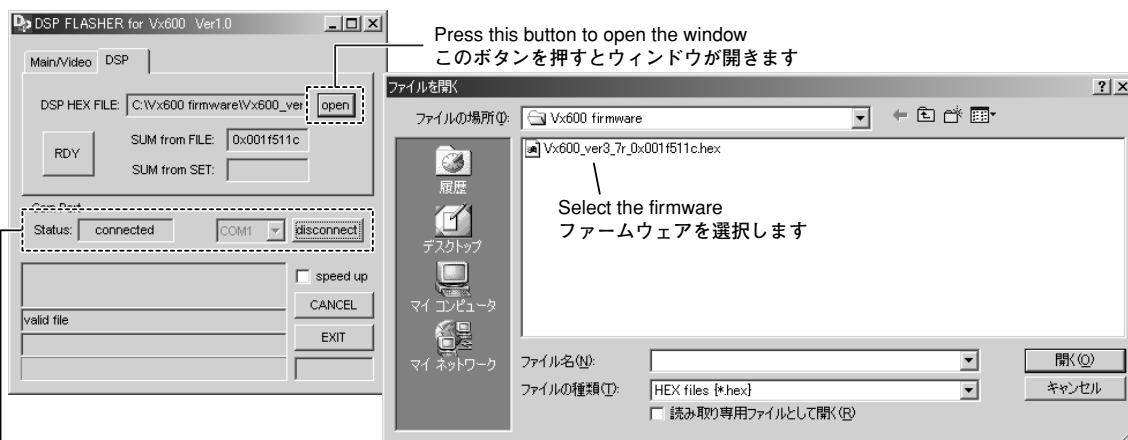 DSP FLASHER for Vx600 Ver1.0
Main/Video DSP
DSP HEX FILE: C:\Vx600 firmware\Vx600_ver open
RDY
SUM from FILE: 0x001f511c
SUM from SET:
Com Port
Status: connected COM1 disconnect
speed up
CANCEL
valid file
EXIT
Press this button to open the window
このボタンを押すとウィンドウが開きます
ファイルを開く
ファイルの場所(I): Vx600 firmware
Vx600_ver3_7r_0x001f511c.hex
Select the firmware
ファームウェアを選択します
履歴
デスクトップ
マイ コンピュータ
マイ ネットワーク
ファイル名(N): 開く(O)
ファイルの種類(T): HEX files {*.hex} キャンセル
読み取り専用ファイルとして開く(R)